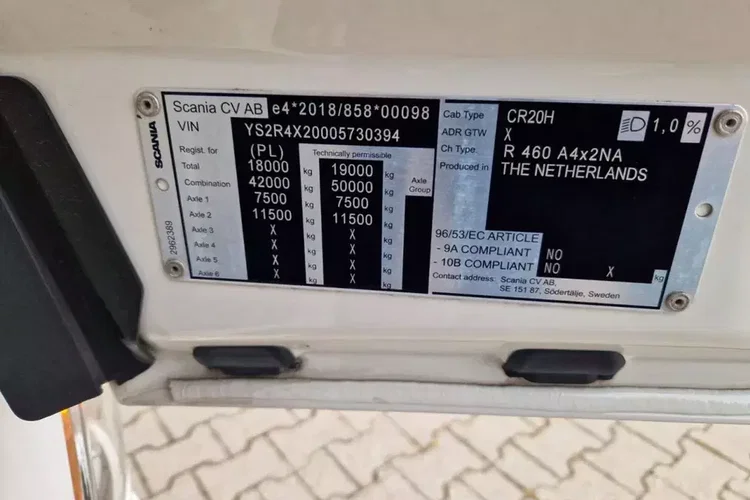 SCANIA
2962389
Scania CV AB e4*2018/858*00098
VIN YS2R4X20005730394
Regist. for (PL) Technically permissible
Total 18000 kg 19000 kg
Combination 42000 kg 50000 kg Axle Group
Axle 1 7500 kg 7500 kg
Axle 2 11500 kg 11500 kg
Axle 3 X kg X kg
Axle 4 X kg X kg
Axle 5 X kg X kg
Axle 6 X kg X kg
Cab Type CR20H 1,0 %
ADR GTW X
Ch Type R 460 A4x2NA
Produced in THE NETHERLANDS
96/53/EC ARTICLE
- 9A COMPLIANT NO
- 10B COMPLIANT NO X kg
Contact address: Scania CV AB,
SE 151 87, Södertälje, Sweden